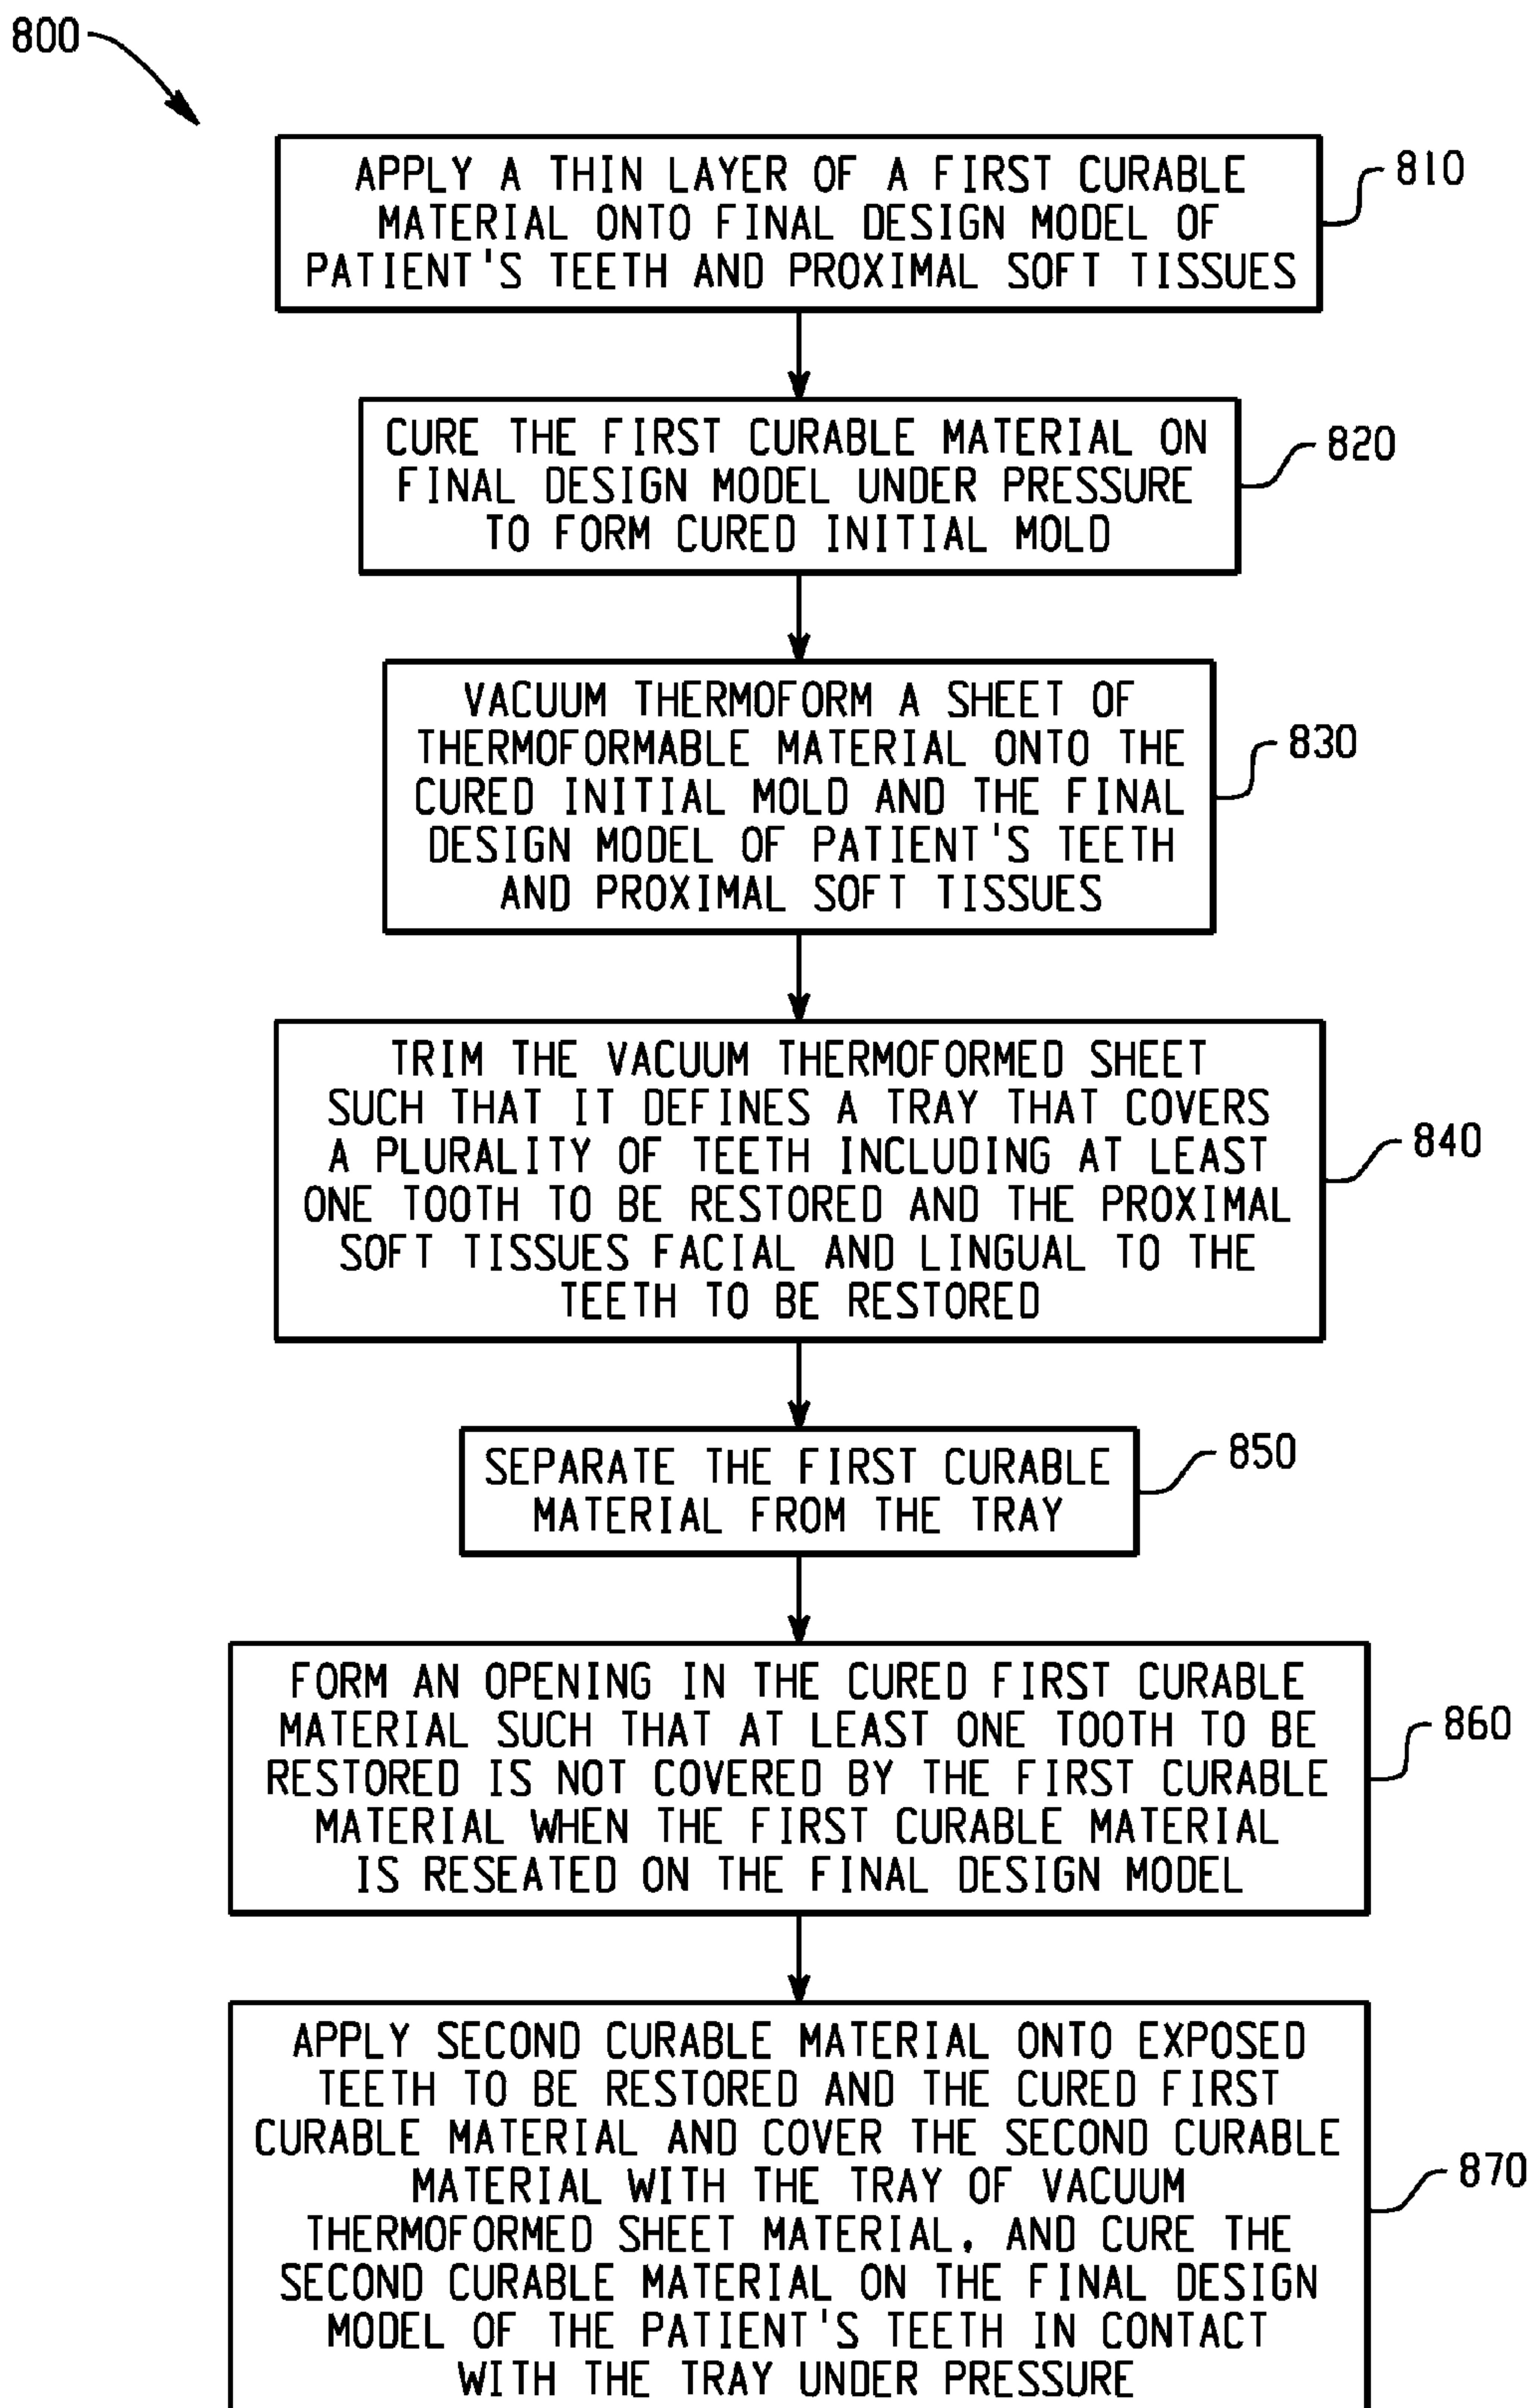 800
APPLY A THIN LAYER OF A FIRST CURABLE
MATERIAL ONTO FINAL DESIGN MODEL OF
PATIENT'S TEETH AND PROXIMAL SOFT TISSUES
810
CURE THE FIRST CURABLE MATERIAL ON
FINAL DESIGN MODEL UNDER PRESSURE
TO FORM CURED INITIAL MOLD
820
VACUUM THERMOFORM A SHEET OF
THERMOFORMABLE MATERIAL ONTO THE
CURED INITIAL MOLD AND THE FINAL
DESIGN MODEL OF PATIENT'S TEETH
AND PROXIMAL SOFT TISSUES
830
TRIM THE VACUUM THERMOFORMED SHEET
SUCH THAT IT DEFINES A TRAY THAT COVERS
A PLURALITY OF TEETH INCLUDING AT LEAST
ONE TOOTH TO BE RESTORED AND THE PROXIMAL
SOFT TISSUES FACIAL AND LINGUAL TO THE
TEETH TO BE RESTORED
840
SEPARATE THE FIRST CURABLE
MATERIAL FROM THE TRAY
850
FORM AN OPENING IN THE CURED FIRST CURABLE
MATERIAL SUCH THAT AT LEAST ONE TOOTH TO BE
RESTORED IS NOT COVERED BY THE FIRST CURABLE
MATERIAL WHEN THE FIRST CURABLE MATERIAL
IS RESEATED ON THE FINAL DESIGN MODEL
860
APPLY SECOND CURABLE MATERIAL ONTO EXPOSED
TEETH TO BE RESTORED AND THE CURED FIRST
CURABLE MATERIAL AND COVER THE SECOND CURABLE
MATERIAL WITH THE TRAY OF VACUUM
THERMOFORMED SHEET MATERIAL, AND CURE THE
SECOND CURABLE MATERIAL ON THE FINAL DESIGN
MODEL OF THE PATIENT'S TEETH IN CONTACT
WITH THE TRAY UNDER PRESSURE
870